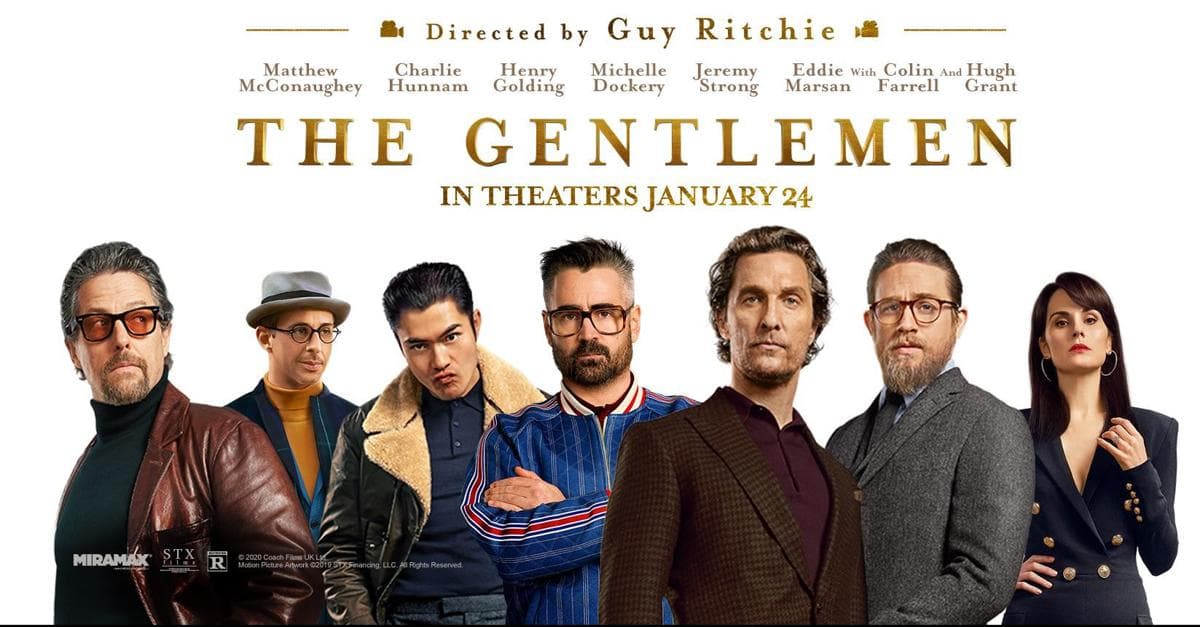 Directed by Guy Ritchie
Matthew McConaughey Charlie Hunnam Henry Golding Michelle Dockery Jeremy Strong Eddie Marsan With Colin Farrell And Hugh Grant
THE GENTLEMEN
IN THEATERS JANUARY 24
MIRAMAX STX films R © 2020 Coach Films UK Ltd.
Motion Picture Artwork ©2019 STX Financing, LLC. All Rights Reserved.